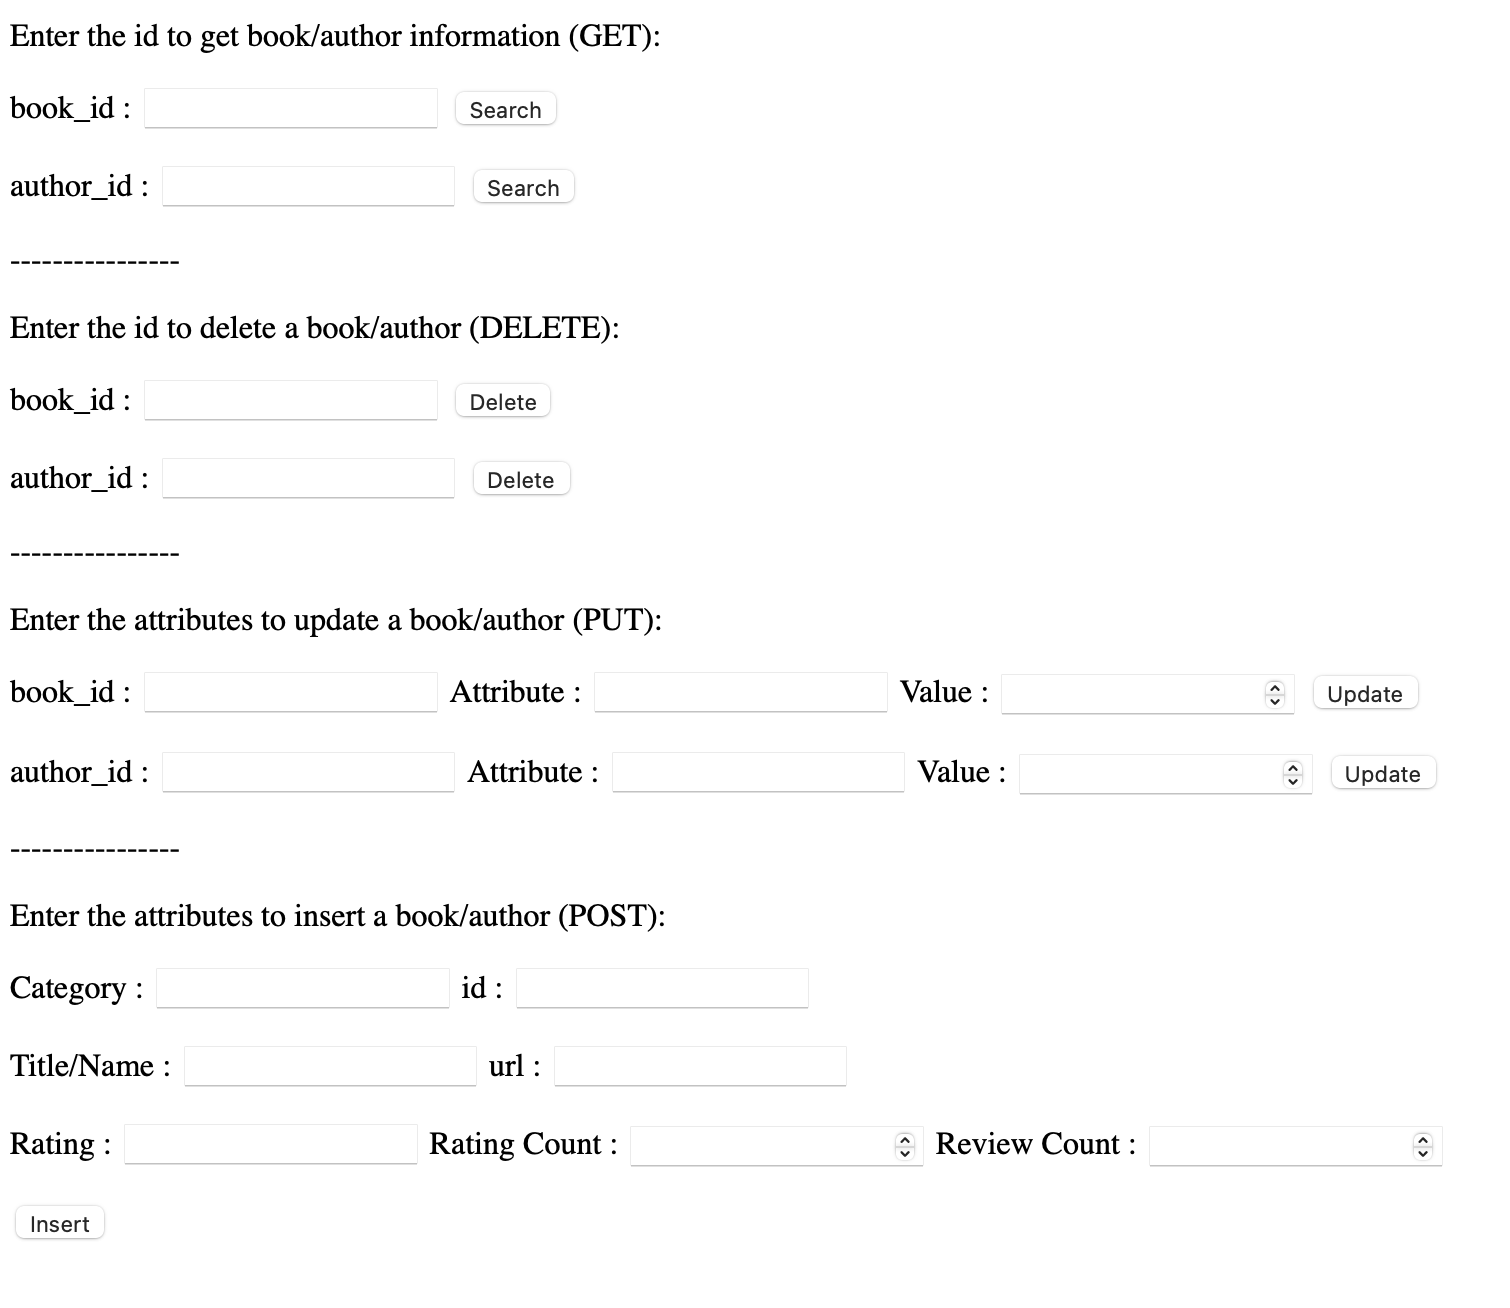 Enter the id to get book/author information (GET):
book_id : Search
author_id : Search
----------------
Enter the id to delete a book/author (DELETE):
book_id : Delete
author_id : Delete
----------------
Enter the attributes to update a book/author (PUT):
book_id : Attribute : Value : Update
author_id : Attribute : Value : Update
----------------
Enter the attributes to insert a book/author (POST):
Category : id :
Title/Name : url :
Rating : Rating Count : Review Count :
Insert